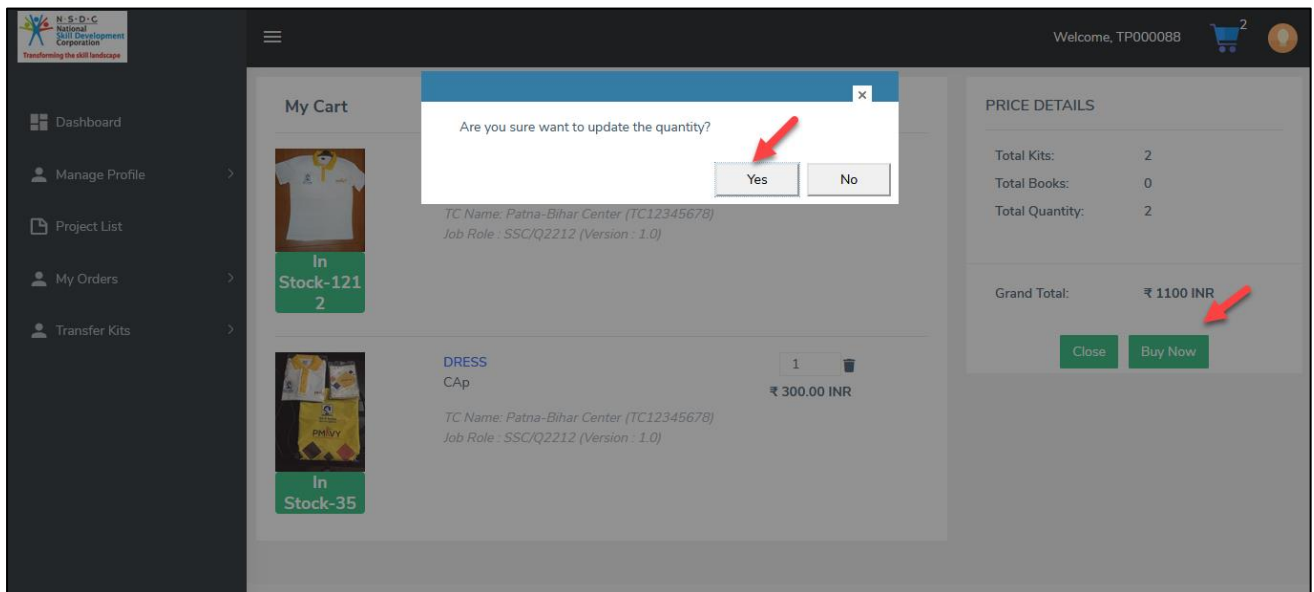 N·S·D·C
National
Skill Development
Corporation
Transforming the skill landscape
Welcome, TP000088
2
Dashboard
Manage Profile
Project List
My Orders
Transfer Kits
My Cart
Are you sure want to update the quantity?
Yes
No
TC Name: Patna-Bihar Center (TC12345678)
Job Role : SSC/Q2212 (Version : 1.0)
In
Stock-121
2
DRESS
CAp
1
₹ 300.00 INR
TC Name: Patna-Bihar Center (TC12345678)
Job Role : SSC/Q2212 (Version : 1.0)
PMKVY
In
Stock-35
PRICE DETAILS
Total Kits: 2
Total Books: 0
Total Quantity: 2
Grand Total: ₹ 1100 INR
Close
Buy Now